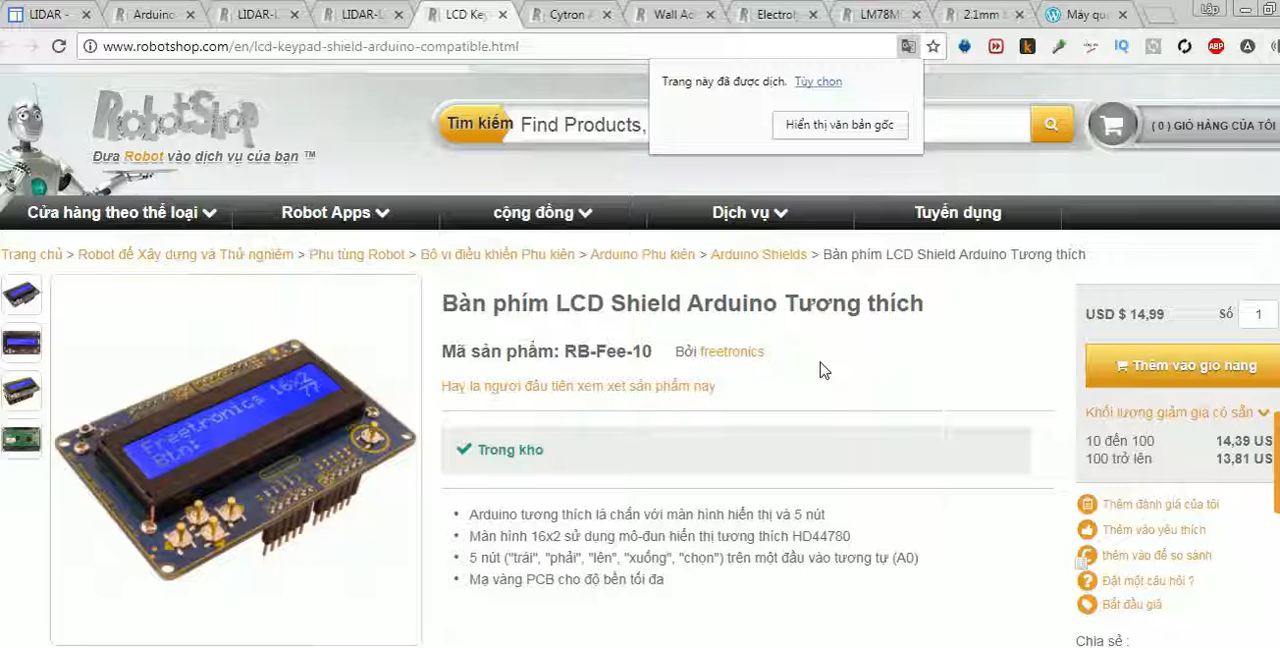 LIDAR -
Arduino
LIDAR-L
LIDAR-L
LCD Key
Cytron A
Wall Ac
Electrol
LM78M
2.1mm
Máy qu
Lập
www.robotshop.com/en/lcd-keypad-shield-arduino-compatible.html
IQ
ABP
Trang này đã được dịch. Tùy chọn
Hiển thị văn bản gốc
RobotShop
Đưa Robot vào dịch vụ của bạn ™
Tìm kiếm
Find Products,
( 0 ) GIỎ HÀNG CỦA TÔI
Cửa hàng theo thể loại
Robot Apps
cộng đồng
Dịch vụ
Tuyển dụng
Trang chủ > Robot để Xây dựng và Thử nghiệm > Phụ tùng Robot > Bộ vi điều khiển Phụ kiện > Arduino Phụ kiện > Arduino Shields > Bàn phím LCD Shield Arduino Tương thích
Freetronics 16x2
Btn:
77
Bàn phím LCD Shield Arduino Tương thích
Mã sản phẩm: RB-Fee-10
Bởi freetronics
Hãy là người đầu tiên xem xét sản phẩm này
Trong kho
• Arduino tương thích lá chắn với màn hình hiển thị và 5 nút
• Màn hình 16x2 sử dụng mô-đun hiển thị tương thích HD44780
• 5 nút ("trái", "phải", "lên", "xuống", "chọn") trên một đầu vào tương tự (A0)
• Mạ vàng PCB cho độ bền tối đa
USD $ 14,99
Số
1
Thêm vào giỏ hàng
Khối lượng giảm giá có sẵn
10 đến 100
14,39 US
100 trở lên
13,81 US
Thêm đánh giá của tôi
Thêm vào yêu thích
thêm vào để so sánh
Đặt một câu hỏi ?
Bắt đầu giá
Chia sẻ :